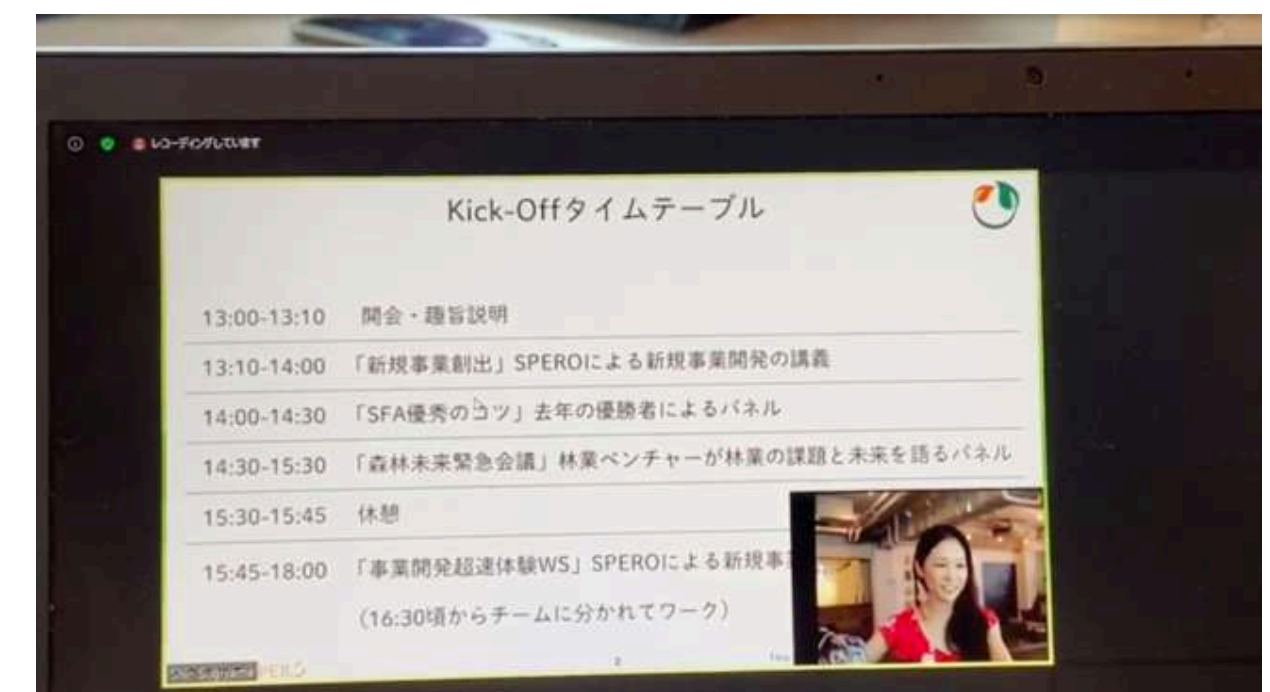 レコーディングしています
Kick-Offタイムテーブル
13:00-13:10 開会・趣旨説明
13:10-14:00 「新規事業創出」SPEROによる新規事業開発の講義
14:00-14:30 「SFA優秀のコツ」去年の優勝者によるパネル
14:30-15:30 「森林未来緊急会議」林業ベンチャーが林業の課題と未来を語るパネル
15:30-15:45 休憩
15:45-18:00 「事業開発超速体験WS」SPEROによる新規事
(16:30頃からチームに分かれてワーク)
2